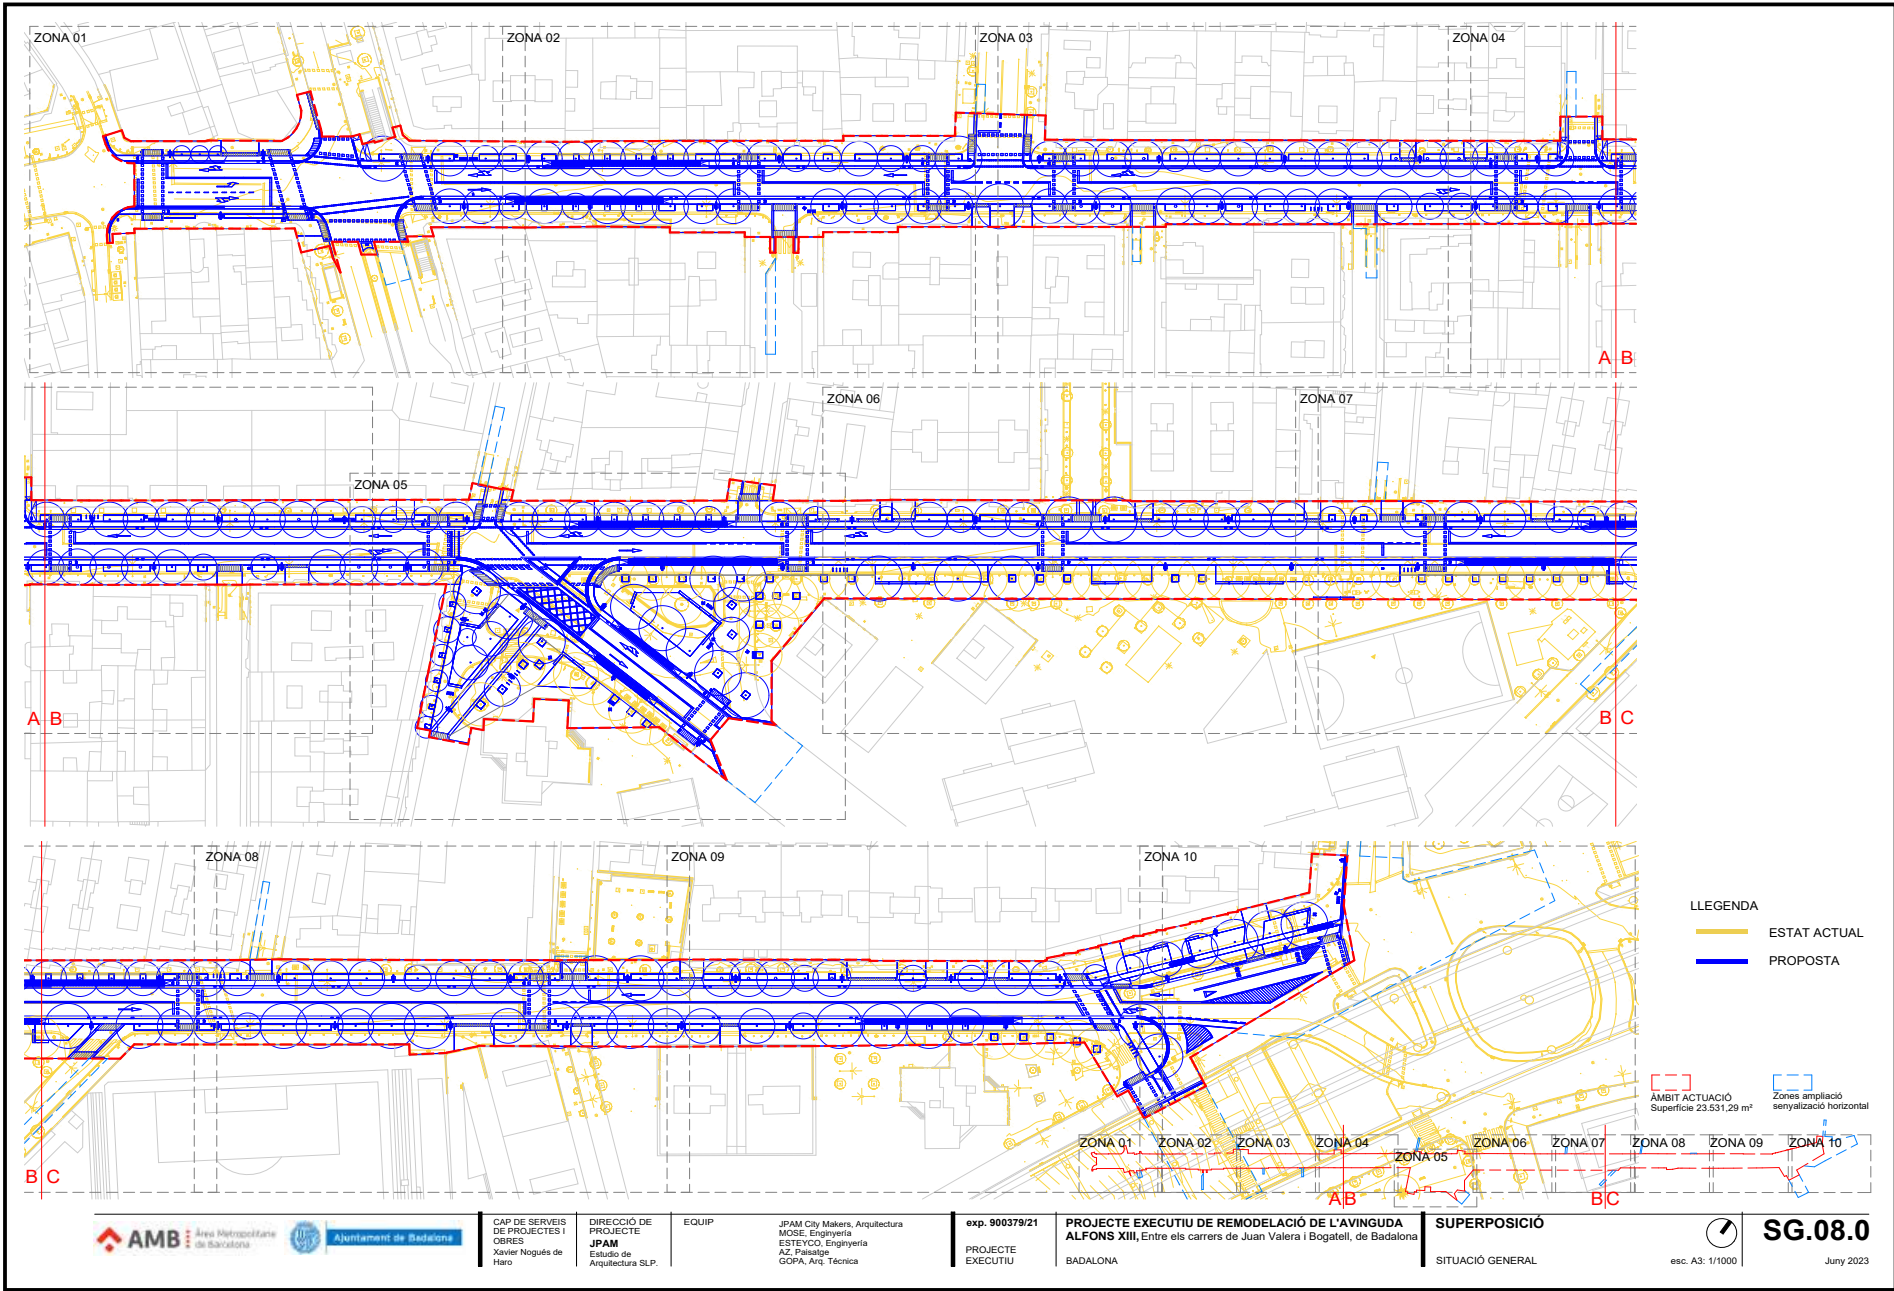 ZONA 01
ZONA 02
ZONA 03
ZONA 04
A B
ZONA 05
ZONA 06
ZONA 07
A B
B C
ZONA 08
ZONA 09
ZONA 10
B C
LLEGENDA
ESTAT ACTUAL
PROPOSTA
ÀMBIT ACTUACIÓ
Superfície 23.531,29 m²
Zones ampliació
senyalització horitzontal
ZONA 01
ZONA 02
ZONA 03
ZONA 04
ZONA 05
ZONA 06
ZONA 07
ZONA 08
ZONA 09
ZONA 10
A B
B C
AMB
Àrea Metropolitana
de Barcelona
Ajuntament de Badalona
CAP DE SERVEIS
DE PROJECTES I
OBRES
Xavier Nogués de
Haro
DIRECCIÓ DE
PROJECTE
JPAM
Estudio de
Arquitectura SLP.
EQUIP
JPAM City Makers, Arquitectura
MOSE, Enginyeria
ESTEYCO, Enginyeria
AZ, Paisatge
GOPA, Arq. Tècnica
exp. 900379/21
PROJECTE
EXECUTIU
PROJECTE EXECUTIU DE REMODELACIÓ DE L'AVINGUDA
ALFONS XIII, Entre els carrers de Juan Valera i Bogatell, de Badalona
BADALONA
SUPERPOSICIÓ
SITUACIÓ GENERAL
esc. A3: 1/1000
SG.08.0
Juny 2023